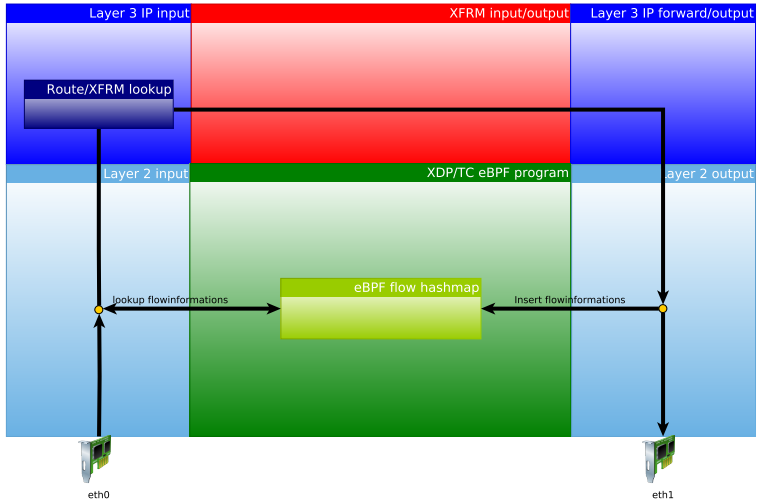 Layer 3 IP input
XFRM input/output
Layer 3 IP forward/output
Route/XFRM lookup
Layer 2 input
XDP/TC eBPF program
Layer 2 output
eBPF flow hashmap
lookup flowinformations
Insert flowinformations
eth0
eth1